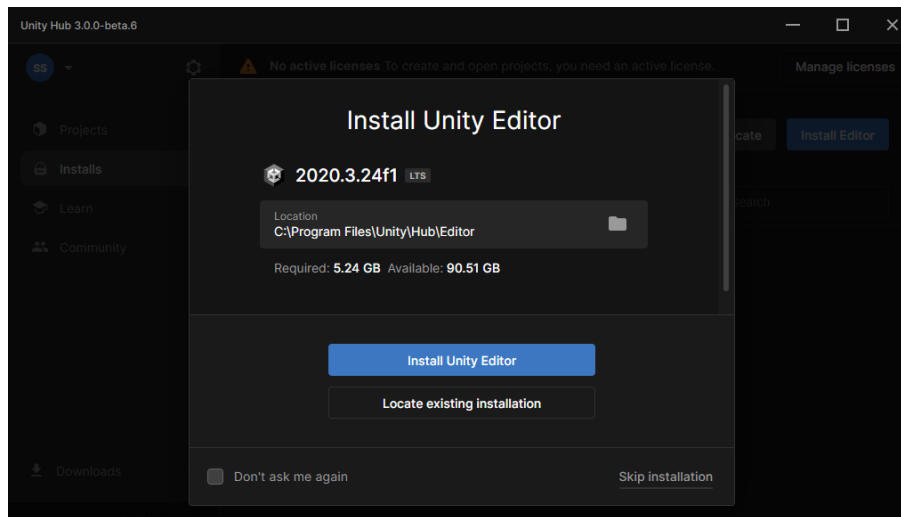 Unity Hub 3.0.0-beta.6
SS
No active licenses To create and open projects, you need an active license.
Manage licenses
Projects
Installs
Learn
Community
Downloads
cate
Install Editor
search
Install Unity Editor
2020.3.24f1 LTS
Location
C:\Program Files\Unity\Hub\Editor
Required: 5.24 GB Available: 90.51 GB
Install Unity Editor
Locate existing installation
Don't ask me again
Skip installation